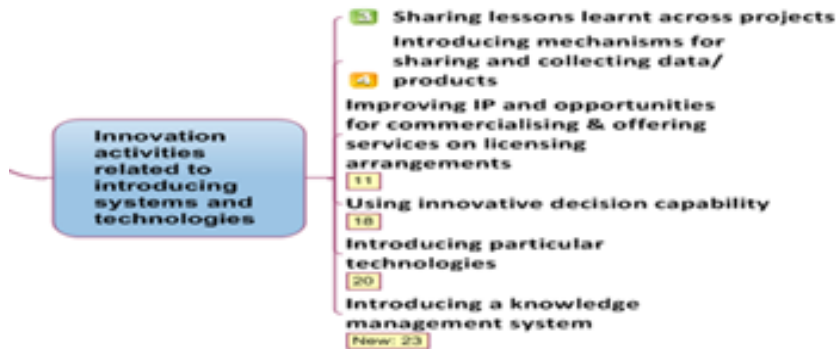 Innovation
activities
related to
introducing
systems and
technologies
3 Sharing lessons learnt across projects
Introducing mechanisms for
sharing and collecting data/
4 products
Improving IP and opportunities
for commercialising & offering
services on licensing
arrangements
11
Using innovative decision capability
18
Introducing particular
technologies
20
Introducing a knowledge
management system
New: 23